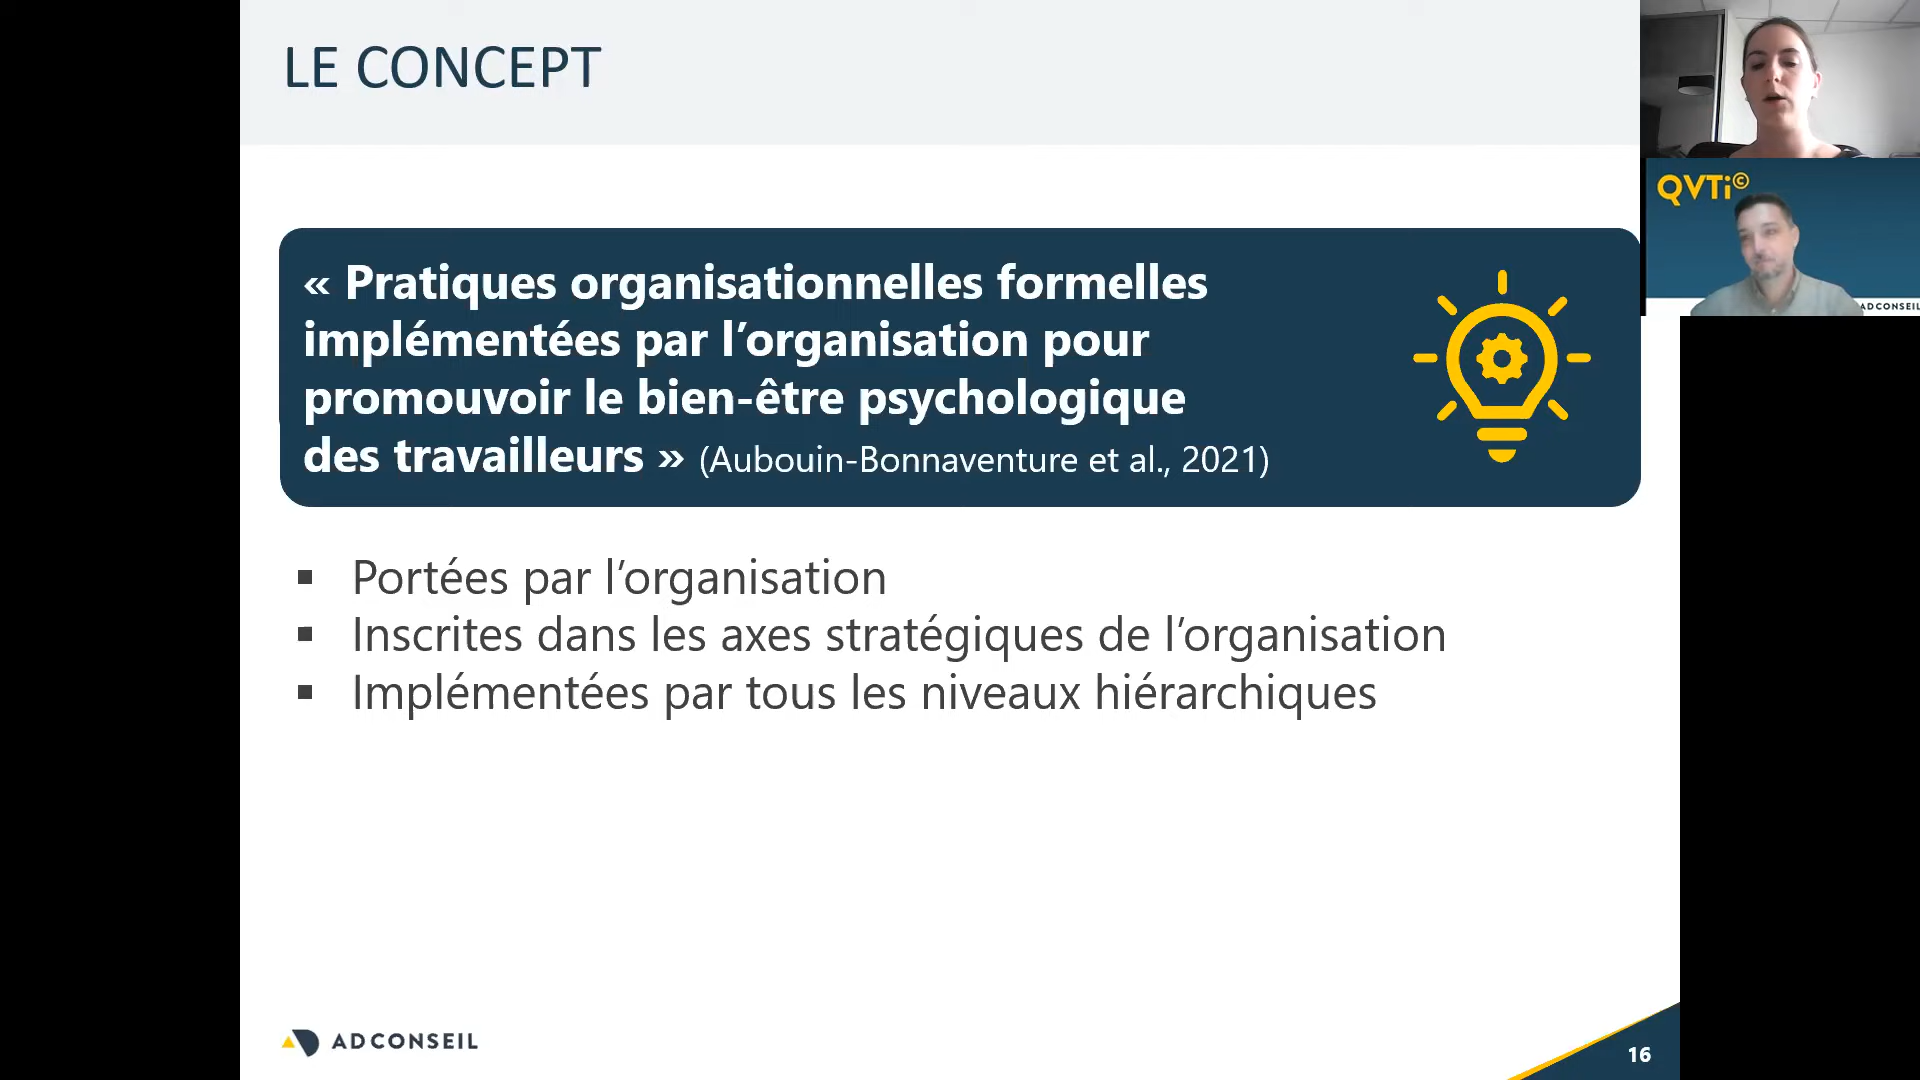 LE CONCEPT
QVTi©
ADCONSEIL
« Pratiques organisationnelles formelles
implémentées par l’organisation pour
promouvoir le bien-être psychologique
des travailleurs » (Aubouin-Bonnaventure et al., 2021)
▪ Portées par l’organisation
▪ Inscrites dans les axes stratégiques de l’organisation
▪ Implémentées par tous les niveaux hiérarchiques
ADCONSEIL
16